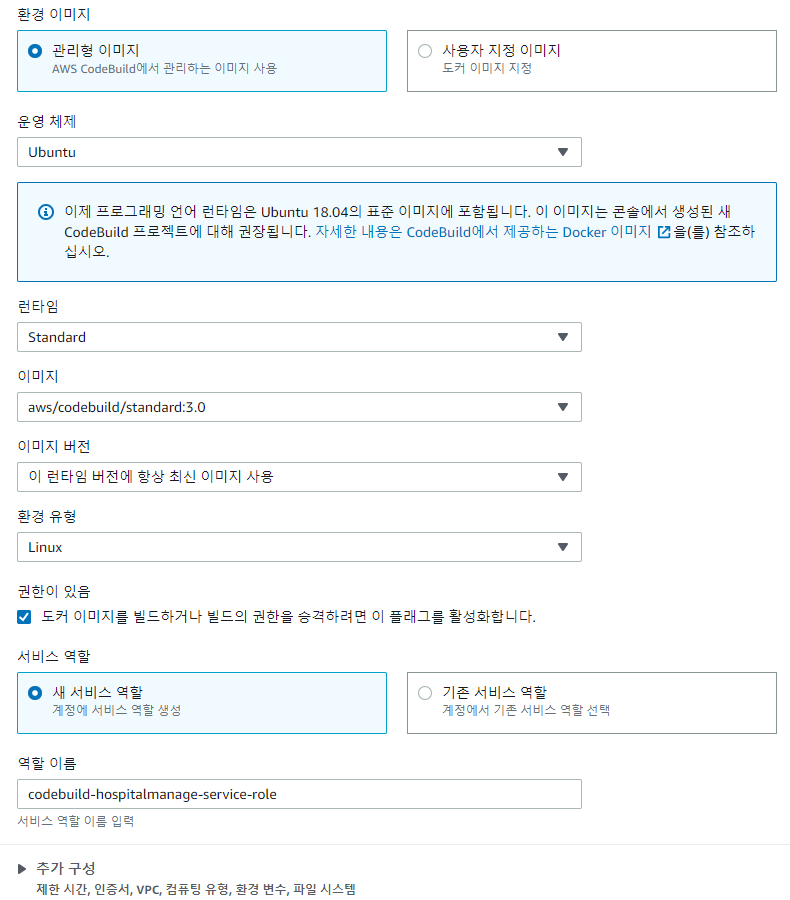 환경 이미지
관리형 이미지
AWS CodeBuild에서 관리하는 이미지 사용
사용자 지정 이미지
도커 이미지 지정
운영 체제
Ubuntu
이제 프로그래밍 언어 런타임은 Ubuntu 18.04의 표준 이미지에 포함됩니다. 이 이미지는 콘솔에서 생성된 새
CodeBuild 프로젝트에 대해 권장됩니다. 자세한 내용은 CodeBuild에서 제공하는 Docker 이미지 을(를) 참조하
십시오.
런타임
Standard
이미지
aws/codebuild/standard:3.0
이미지 버전
이 런타임 버전에 항상 최신 이미지 사용
환경 유형
Linux
권한이 있음
도커 이미지를 빌드하거나 빌드의 권한을 승격하려면 이 플래그를 활성화합니다.
서비스 역할
새 서비스 역할
계정에 서비스 역할 생성
기존 서비스 역할
계정에서 기존 서비스 역할 선택
역할 이름
codebuild-hospitalmanage-service-role
서비스 역할 이름 입력
추가 구성
제한 시간, 인증서, VPC, 컴퓨팅 유형, 환경 변수, 파일 시스템